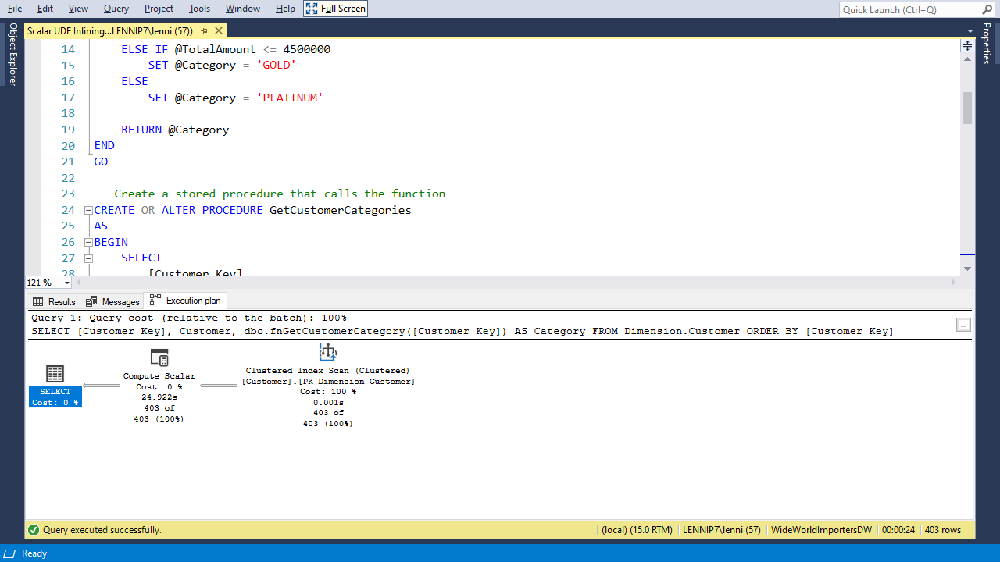 File Edit View Query Project Tools Window Help Full Screen
Quick Launch (Ctrl+Q)
Object Explorer
Scalar UDF Inlining...LENNIP7\lenni (57))
Properties
14 ELSE IF @TotalAmount <= 4500000
15 SET @Category = 'GOLD'
16 ELSE
17 SET @Category = 'PLATINUM'
18
19 RETURN @Category
20 END
21 GO
22
23 -- Create a stored procedure that calls the function
24 CREATE OR ALTER PROCEDURE GetCustomerCategories
25 AS
26 BEGIN
27 SELECT
28 [Customer Key]
121 %
Results Messages Execution plan
Query 1: Query cost (relative to the batch): 100%
SELECT [Customer Key], Customer, dbo.fnGetCustomerCategory([Customer Key]) AS Category FROM Dimension.Customer ORDER BY [Customer Key]
...
SELECT
Cost: 0 %
Compute Scalar
Cost: 0 %
24.922s
403 of
403 (100%)
Clustered Index Scan (Clustered)
[Customer].[PK_Dimension_Customer]
Cost: 100 %
0.001s
403 of
403 (100%)
Query executed successfully.
(local) (15.0 RTM) LENNIP7\lenni (57) WideWorldImportersDW 00:00:24 403 rows
Ready